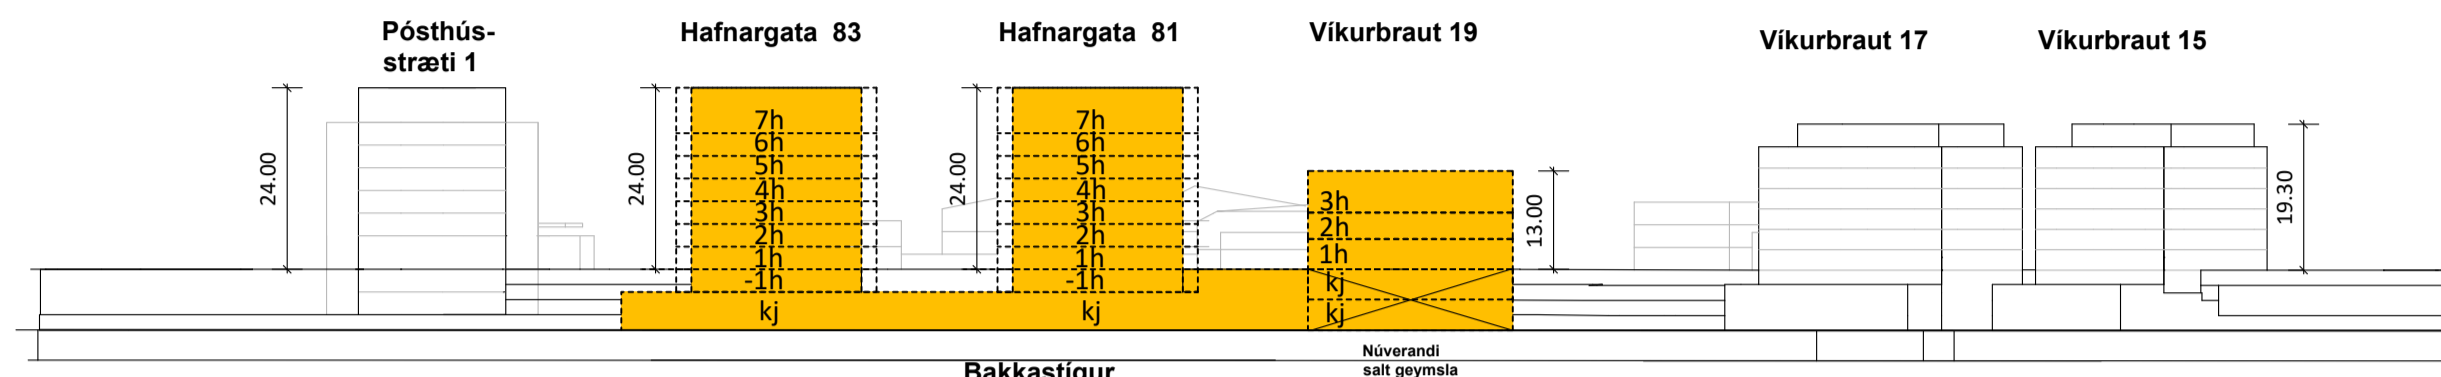 Pósthús-
stræti 1
Hafnargata 83
Hafnargata 81
Víkurbraut 19
Víkurbraut 17
Víkurbraut 15
24.00
24.00
7h
6h
5h
4h
3h
2h
1h
-1h
kj
24.00
7h
6h
5h
4h
3h
2h
1h
-1h
kj
3h
2h
1h
kj
kj
13.00
19.30
Núverandi
salt geymsla
Bakkastígur